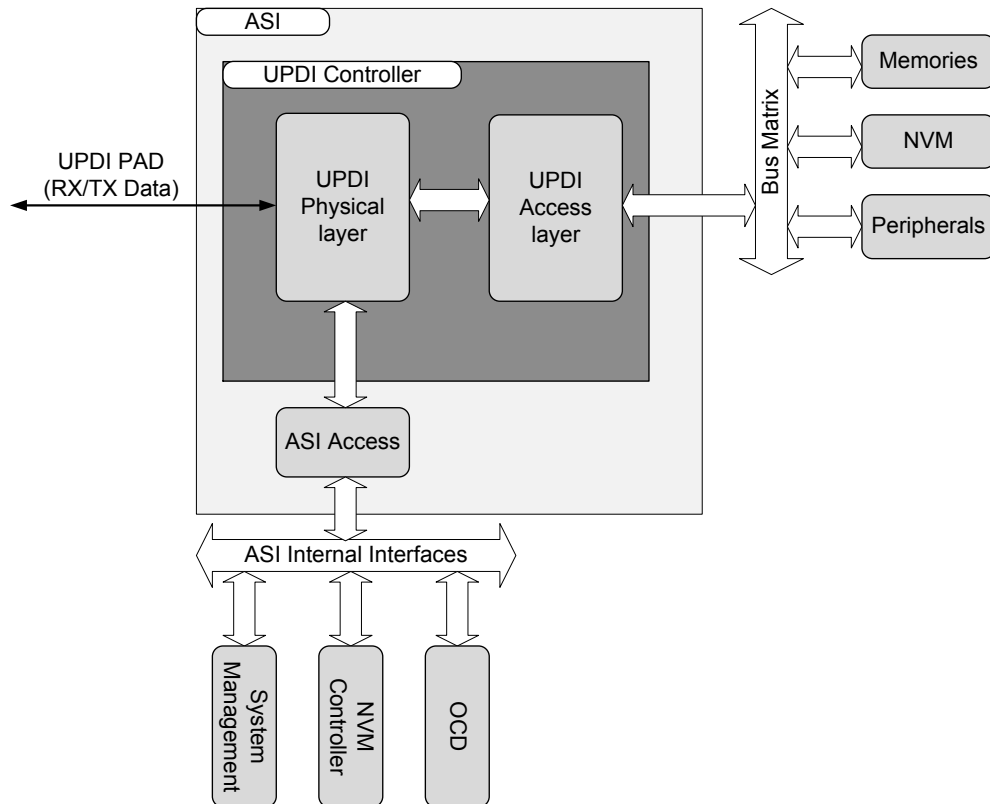 ASI
UPDI Controller
UPDI PAD
(RX/TX Data)
UPDI
Physical
layer
UPDI
Access
layer
Bus Matrix
Memories
NVM
Peripherals
ASI Access
ASI Internal Interfaces
System
Management
NVM
Controller
OCD